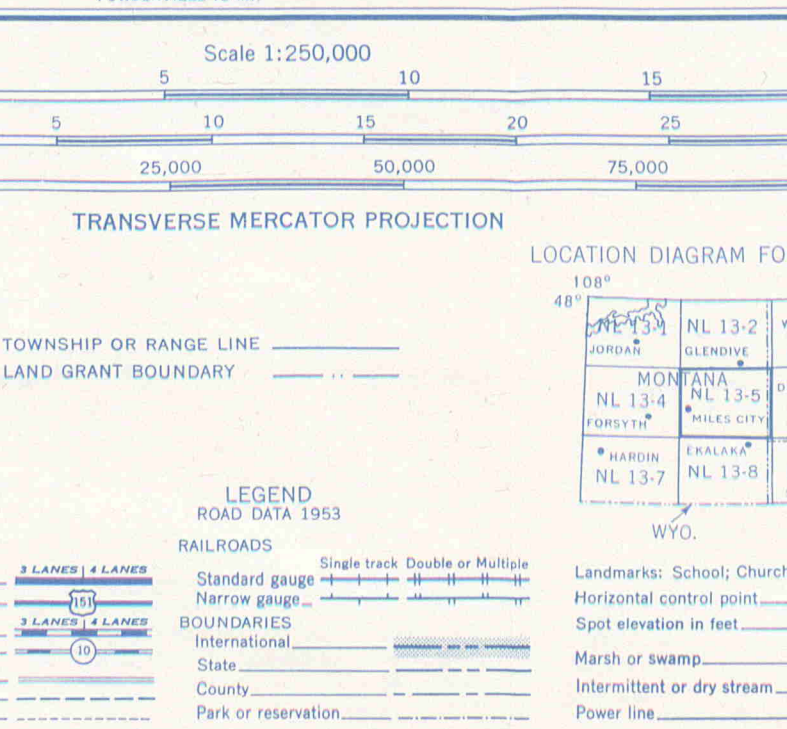 Scale 1:250,000
5 10 15
5 10 15 20 25
25,000 50,000 75,000
TRANSVERSE MERCATOR PROJECTION
TOWNSHIP OR RANGE LINE
LAND GRANT BOUNDARY
LOCATION DIAGRAM FO
108°
48°
NL 13-1 NL 13-2
JORDAN GLENDIVE
MONTANA
NL 13-4 NL 13-5
FORSYTH MILES CITY
HARDIN EKALAKA
NL 13-7 NL 13-8
WYO.
LEGEND
ROAD DATA 1953
3 LANES | 4 LANES
151
3 LANES | 4 LANES
10
RAILROADS
Single track Double or Multiple
Standard gauge
Narrow gauge
BOUNDARIES
International
State
County
Park or reservation
Landmarks: School; Church
Horizontal control point
Spot elevation in feet
Marsh or swamp
Intermittent or dry stream
Power line